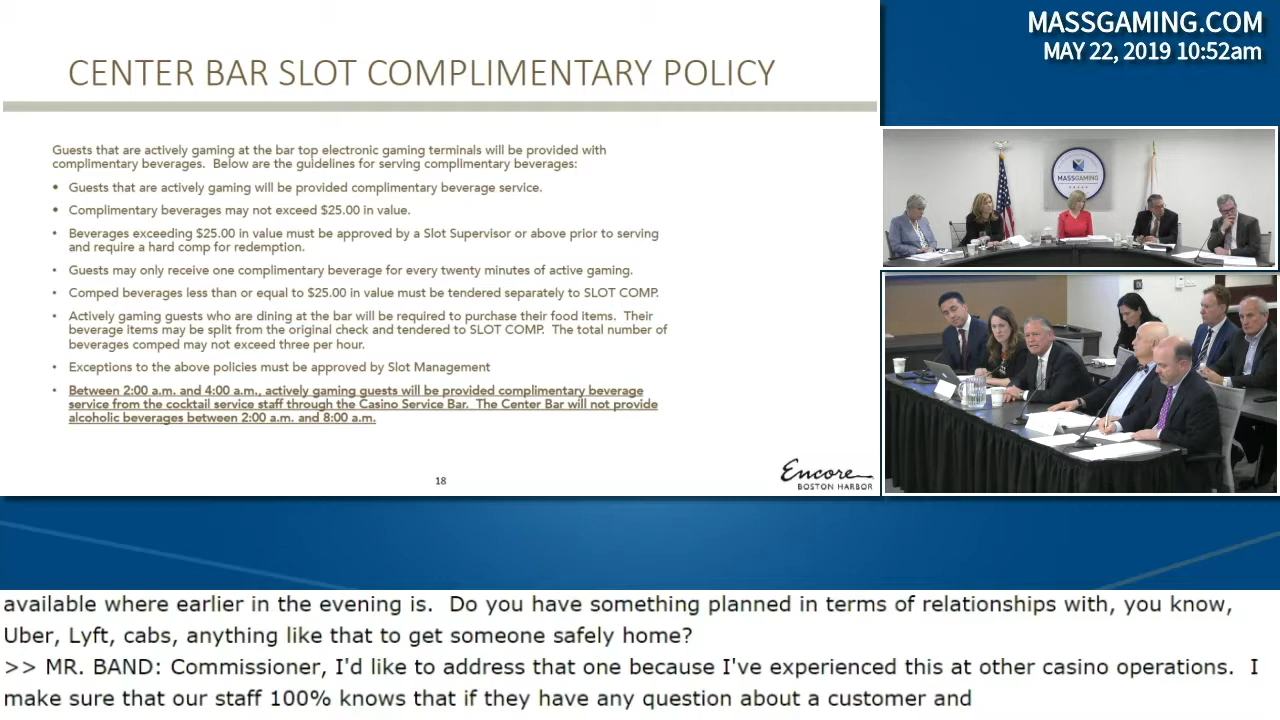 MASSGAMING.COM
MAY 22, 2019 10:52am
CENTER BAR SLOT COMPLIMENTARY POLICY
Guests that are actively gaming at the bar top electronic gaming terminals will be provided with
complimentary beverages. Below are the guidelines for serving complimentary beverages:
• Guests that are actively gaming will be provided complimentary beverage service.
• Complimentary beverages may not exceed $25.00 in value.
• Beverages exceeding $25.00 in value must be approved by a Slot Supervisor or above prior to serving
and require a hard comp for redemption.
• Guests may only receive one complimentary beverage for every twenty minutes of active gaming.
• Comped beverages less than or equal to $25.00 in value must be tendered separately to SLOT COMP.
• Actively gaming guests who are dining at the bar will be required to purchase their food items. Their
beverage items may be split from the original check and tendered to SLOT COMP. The total number of
beverages comped may not exceed three per hour.
• Exceptions to the above policies must be approved by Slot Management
• Between 2:00 a.m. and 4:00 a.m., actively gaming guests will be provided complimentary beverage
service from the cocktail service staff through the Casino Service Bar. The Center Bar will not provide
alcoholic beverages between 2:00 a.m. and 8:00 a.m.
18
Encore
BOSTON HARBOR
MASSGAMING
available where earlier in the evening is. Do you have something planned in terms of relationships with, you know,
Uber, Lyft, cabs, anything like that to get someone safely home?
>> MR. BAND: Commissioner, I'd like to address that one because I've experienced this at other casino operations. I
make sure that our staff 100% knows that if they have any question about a customer and